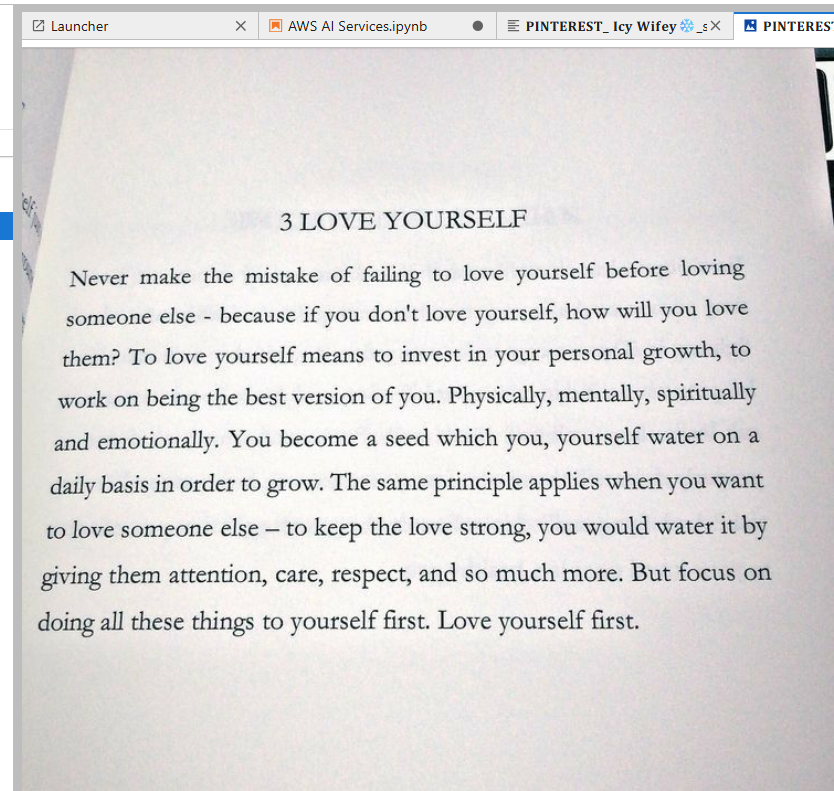 Launcher
AWS AI Services.ipynb
PINTEREST_ Icy Wifey ❄️ _s
PINTEREST
3 LOVE YOURSELF
Never make the mistake of failing to love yourself before loving
someone else - because if you don't love yourself, how will you love
them? To love yourself means to invest in your personal growth, to
work on being the best version of you. Physically, mentally, spiritually
and emotionally. You become a seed which you, yourself water on a
daily basis in order to grow. The same principle applies when you want
to love someone else – to keep the love strong, you would water it by
giving them attention, care, respect, and so much more. But focus on
doing all these things to yourself first. Love yourself first.